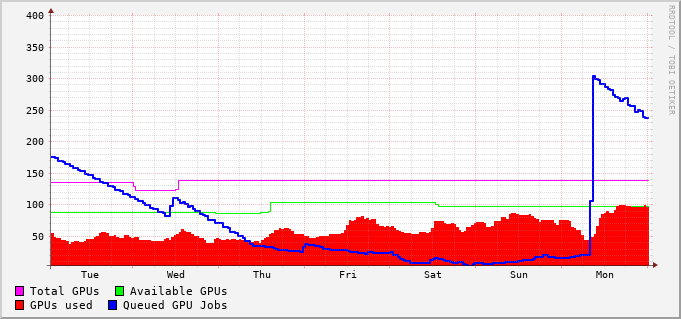 400
350
300
250
200
150
100
50
Tue Wed Thu Fri Sat Sun Mon
Total GPUs Available GPUs
GPUs used Queued GPU Jobs
RRDTOOL / TOBI OETIKER